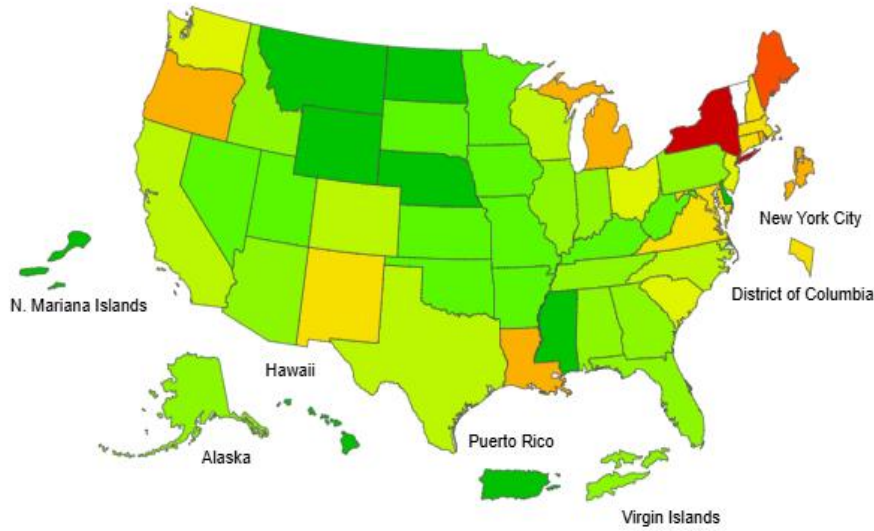 New York City
District of Columbia
N. Mariana Islands
Hawaii
Alaska
Puerto Rico
Virgin Islands